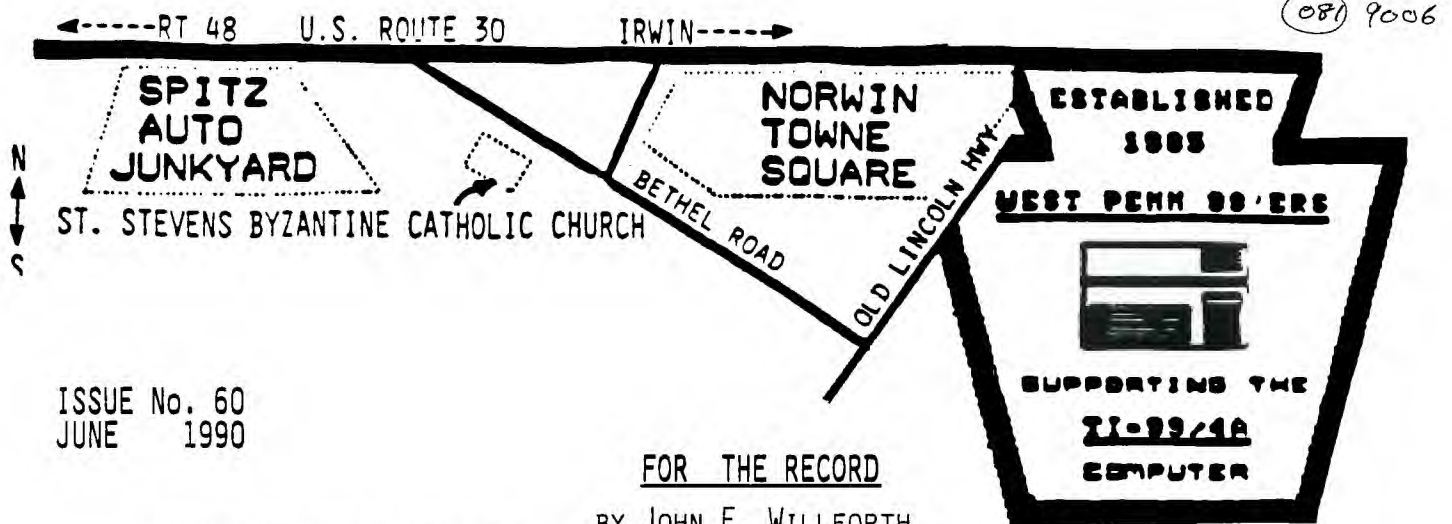 (081) 9006
<-----RT 48 U.S. ROUTE 30 IRWIN----->
SPITZ
AUTO
JUNKYARD
NORWIN
TOWNE
SQUARE
N
S
ST. STEVENS BYZANTINE CATHOLIC CHURCH
BETHEL ROAD
OLD LINCOLN HWY
ESTABLISHED
1985
WEST PENN 99'ERS
SUPPORTING THE
TI-99/4A
COMPUTER
ISSUE No. 60
JUNE 1990
FOR THE RECORD
BY JOHN F. WILLFORTH